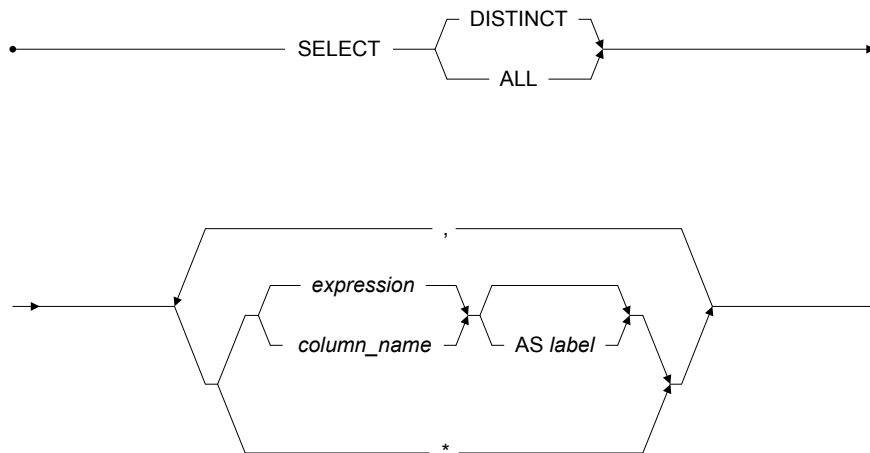 DISTINCT
SELECT
ALL
,
expression
column_name
AS label
*